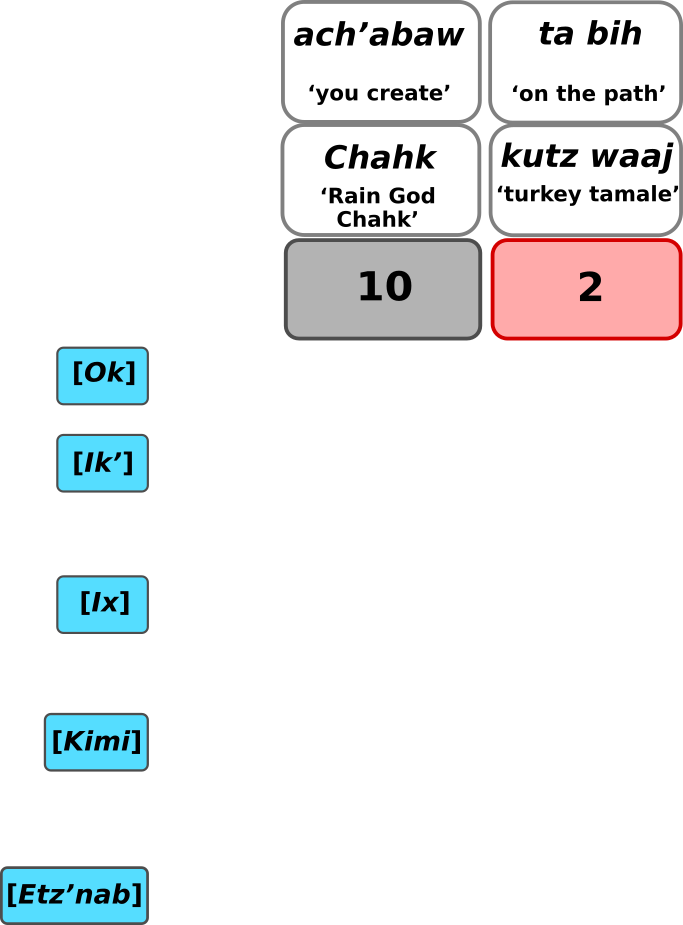 ach’abaw
‘you create’
ta bih
‘on the path’
Chahk
‘Rain God
Chahk’
kutz waaj
‘turkey tamale’
10
2
[Ok]
[Ik’]
[Ix]
[Kimi]
[Etz’nab]